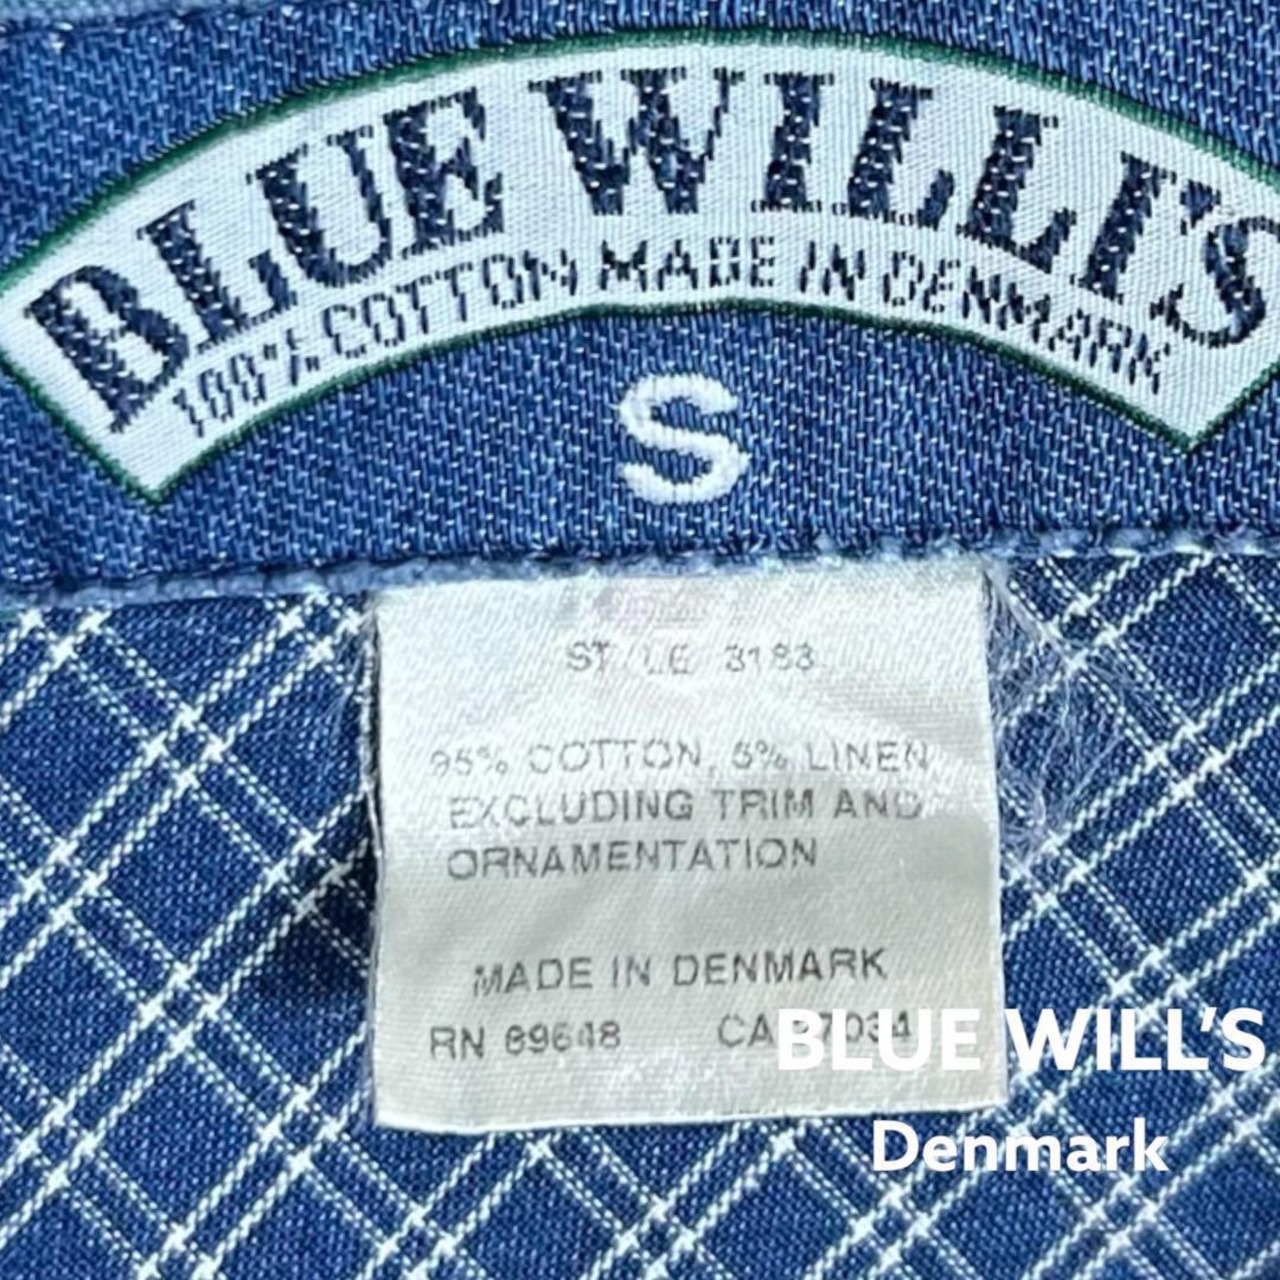 BLUE WILLI'S
100% COTTON MADE IN DENMARK
S
STYLE 3183
95% COTTON, 5% LINEN
EXCLUDING TRIM AND
ORNAMENTATION
MADE IN DENMARK
RN 89648
BLUE WILL'S
Denmark